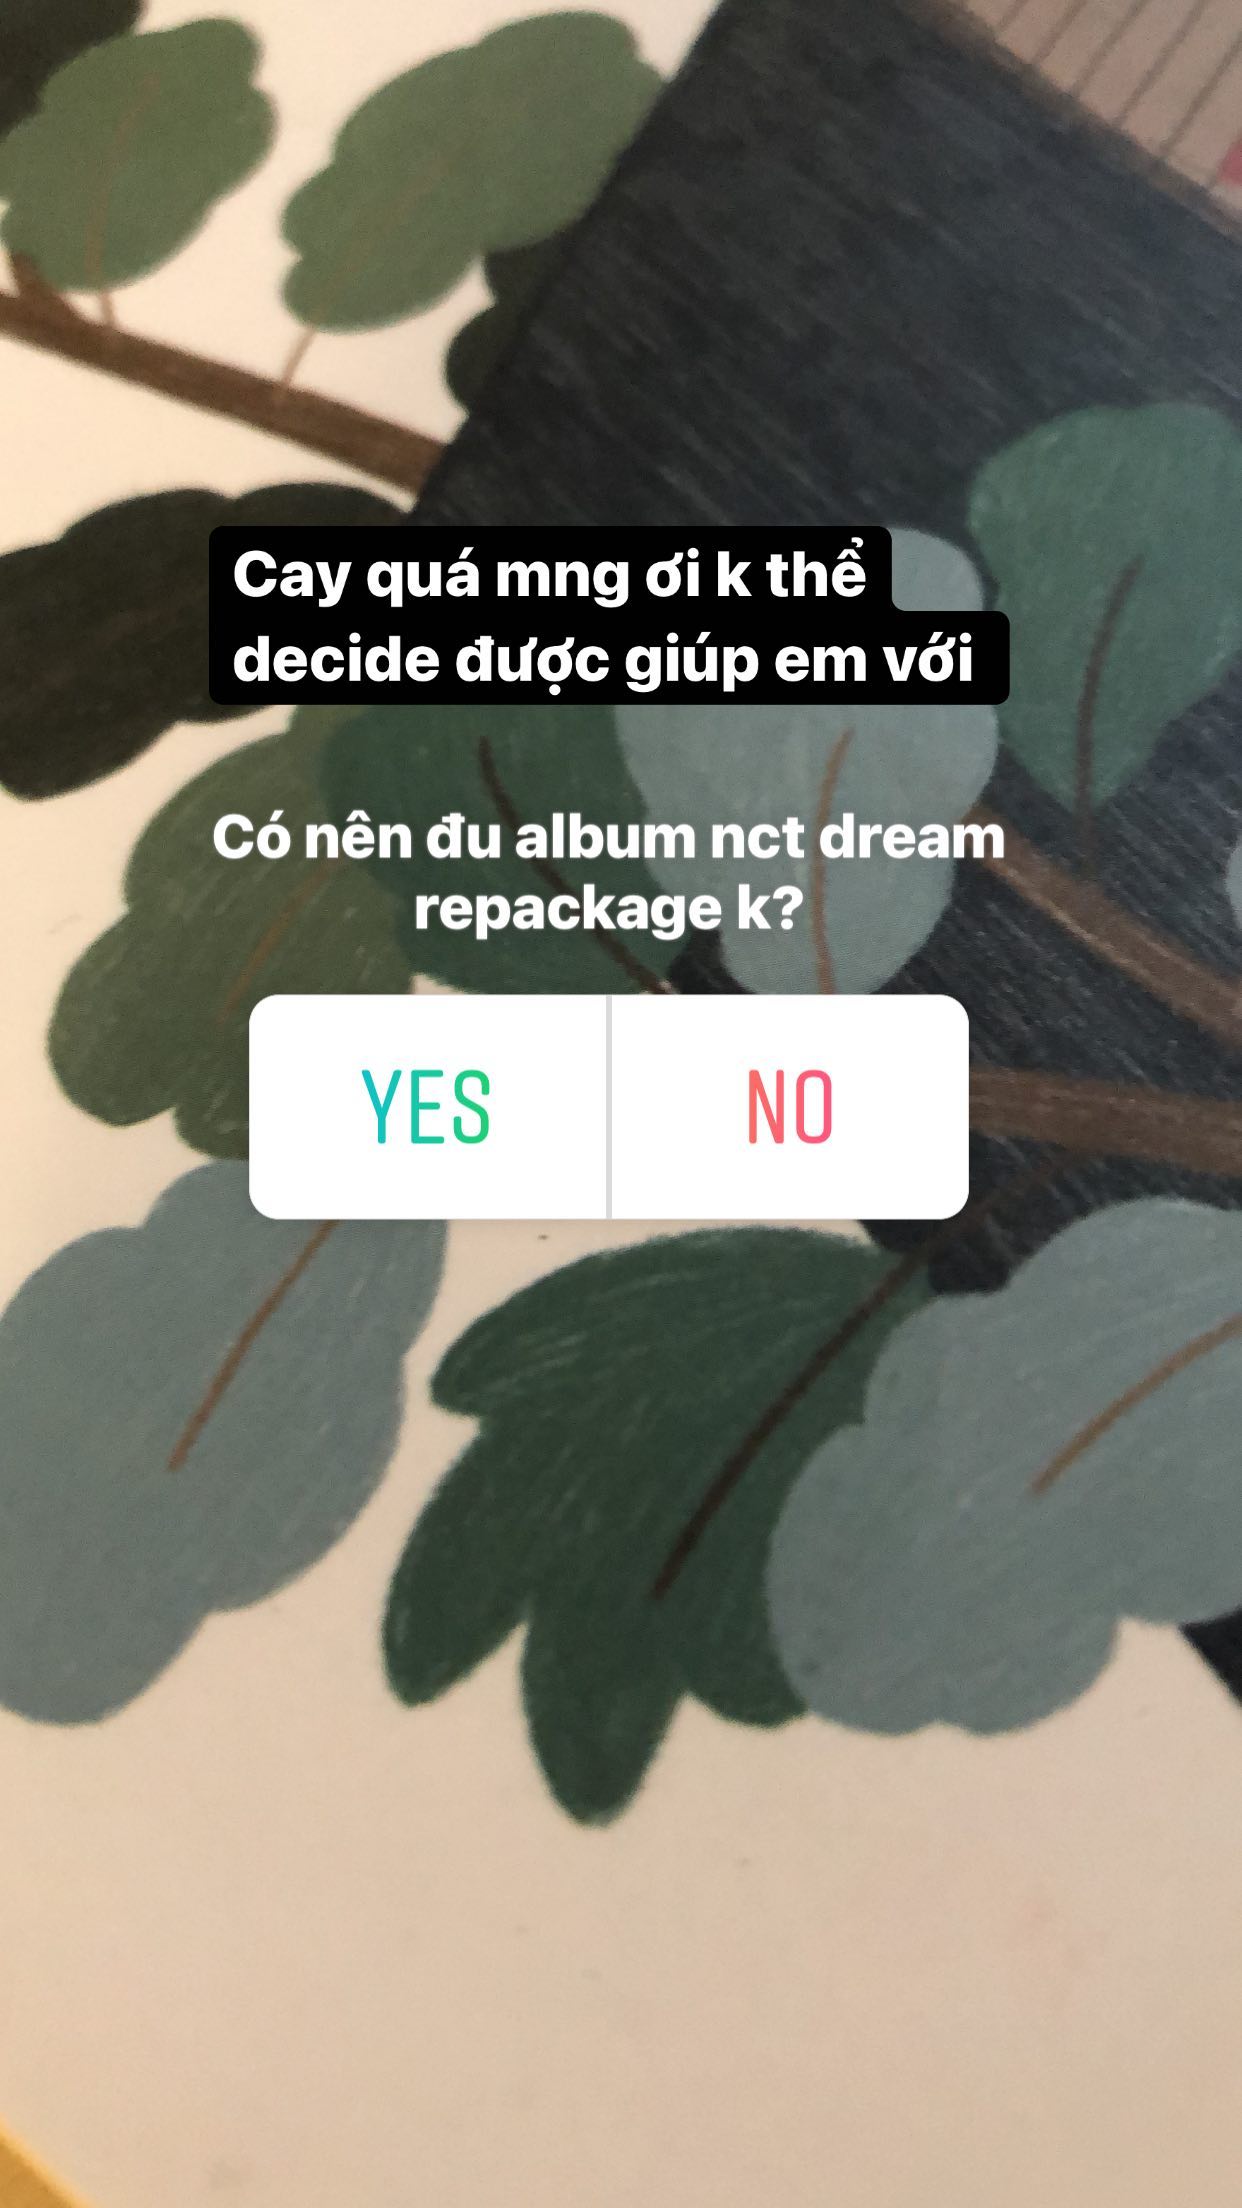 Cay quá mng ơi k thể
decide được giúp em với
Có nên đu album nct dream
repackage k?
YES
NO